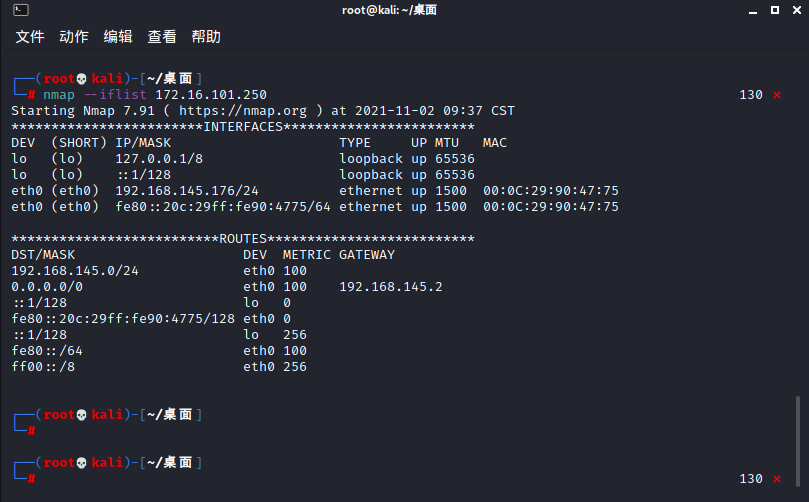 root@kali: ~/桌面
文件 动作 编辑 查看 帮助
┌──(root💀kali)-[~/桌面]
└─# nmap --iflist 172.16.101.250 130 ⨯
Starting Nmap 7.91 ( https://nmap.org ) at 2021-11-02 09:37 CST
************************INTERFACES************************
DEV  (SHORT) IP/MASK                     TYPE     UP MTU   MAC
lo   (lo)    127.0.0.1/8                 loopback up 65536
lo   (lo)    ::1/128                     loopback up 65536
eth0 (eth0)  192.168.145.176/24          ethernet up 1500  00:0C:29:90:47:75
eth0 (eth0)  fe80::20c:29ff:fe90:4775/64 ethernet up 1500  00:0C:29:90:47:75
**************************ROUTES**************************
DST/MASK                     DEV  METRIC GATEWAY
192.168.145.0/24             eth0 100
0.0.0.0/0                    eth0 100    192.168.145.2
::1/128                      lo   0
fe80::20c:29ff:fe90:4775/128 eth0 0
::1/128                      lo   256
fe80::/64                    eth0 100
ff00::/8                     eth0 256
┌──(root💀kali)-[~/桌面]
└─#
┌──(root💀kali)-[~/桌面]
└─# 130 ⨯